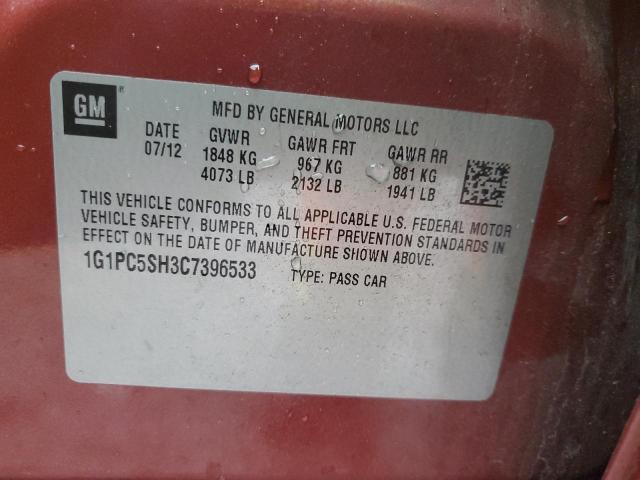 GM ®
MFD BY GENERAL MOTORS LLC
DATE GVWR GAWR FRT GAWR RR
07/12 1848 KG 967 KG 881 KG
4073 LB 2132 LB 1941 LB
THIS VEHICLE CONFORMS TO ALL APPLICABLE U.S. FEDERAL MOTOR
VEHICLE SAFETY, BUMPER, AND THEFT PREVENTION STANDARDS IN
EFFECT ON THE DATE OF MANUFACTURE SHOWN ABOVE.
1G1PC5SH3C7396533 TYPE: PASS CAR